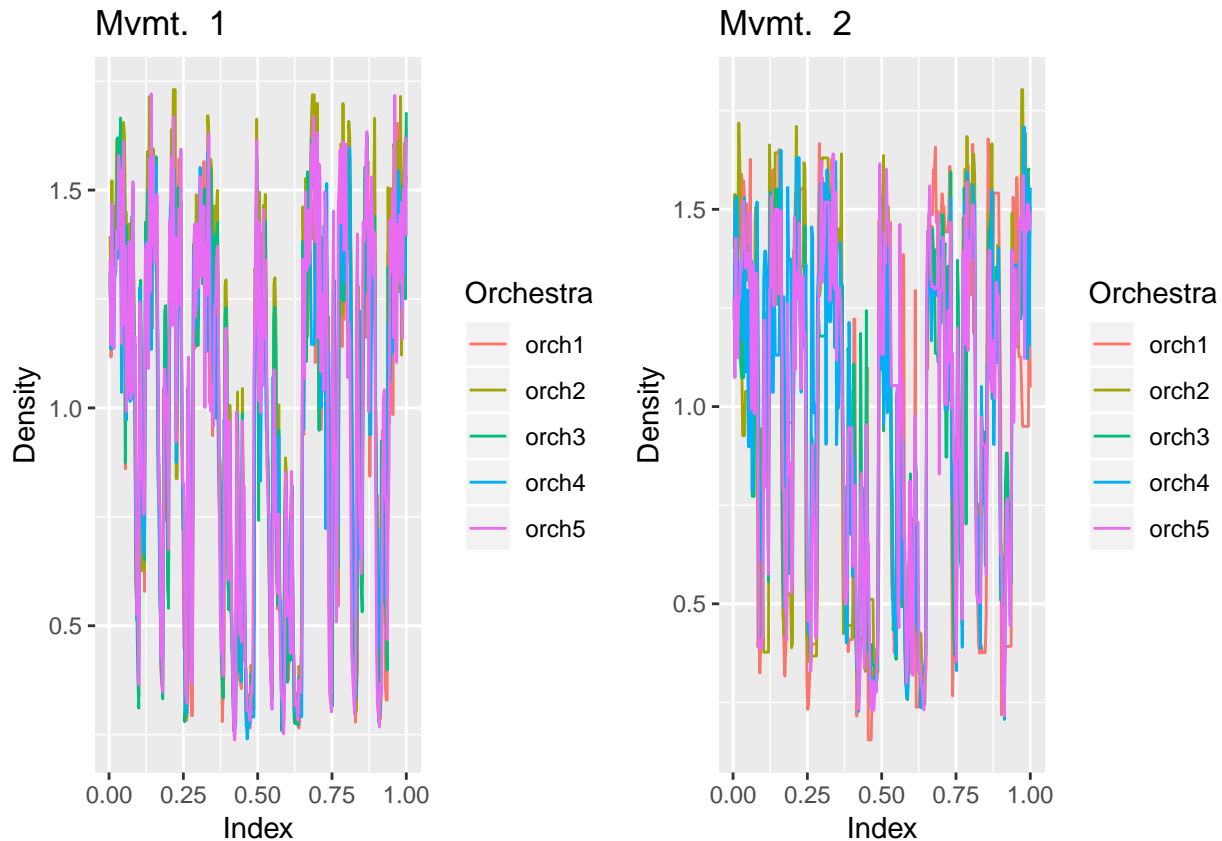 Mvmt.  1
Density
1.5
1.0
0.5
0.00 0.25 0.50 0.75 1.00
Index
Orchestra
orch1
orch2
orch3
orch4
orch5
Mvmt.  2
Density
1.5
1.0
0.5
0.00 0.25 0.50 0.75 1.00
Index
Orchestra
orch1
orch2
orch3
orch4
orch5